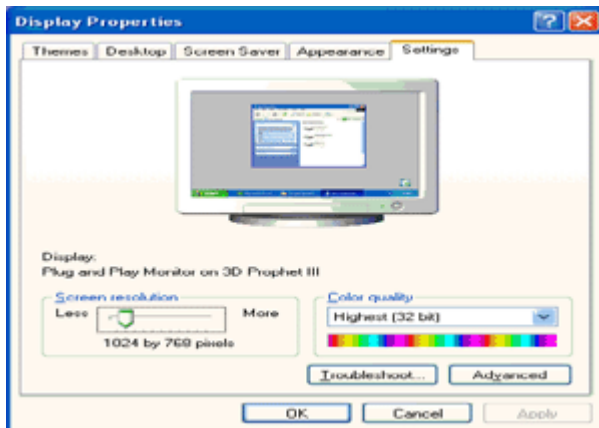 Display Properties
Themes Desktop Screen Saver Appearance Settings
Display:
Plug and Play Monitor on 3D Prophet III
Screen resolution
Less More
1024 by 768 pixels
Color quality
Highest (32 bit)
Troubleshoot... Advanced
OK Cancel Apply